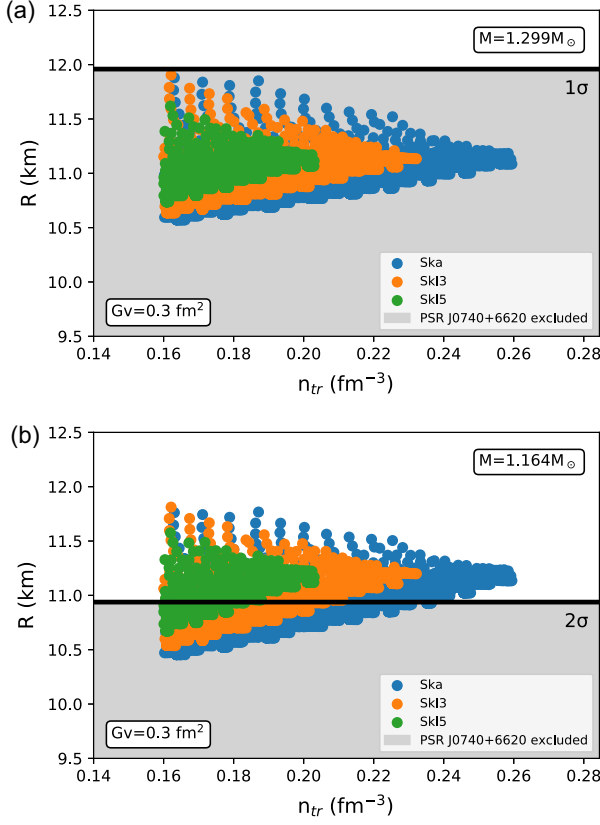 (a)
12.5
12.0
11.5
11.0
10.5
10.0
9.5
R (km)
M=1.299M☉
1σ
Ska
Skl3
Skl5
PSR J0740+6620 excluded
Gv=0.3 fm²
0.14 0.16 0.18 0.20 0.22 0.24 0.26 0.28
n_tr (fm⁻³)
(b)
12.5
12.0
11.5
11.0
10.5
10.0
9.5
R (km)
M=1.164M☉
2σ
Ska
Skl3
Skl5
PSR J0740+6620 excluded
Gv=0.3 fm²
0.14 0.16 0.18 0.20 0.22 0.24 0.26 0.28
n_tr (fm⁻³)